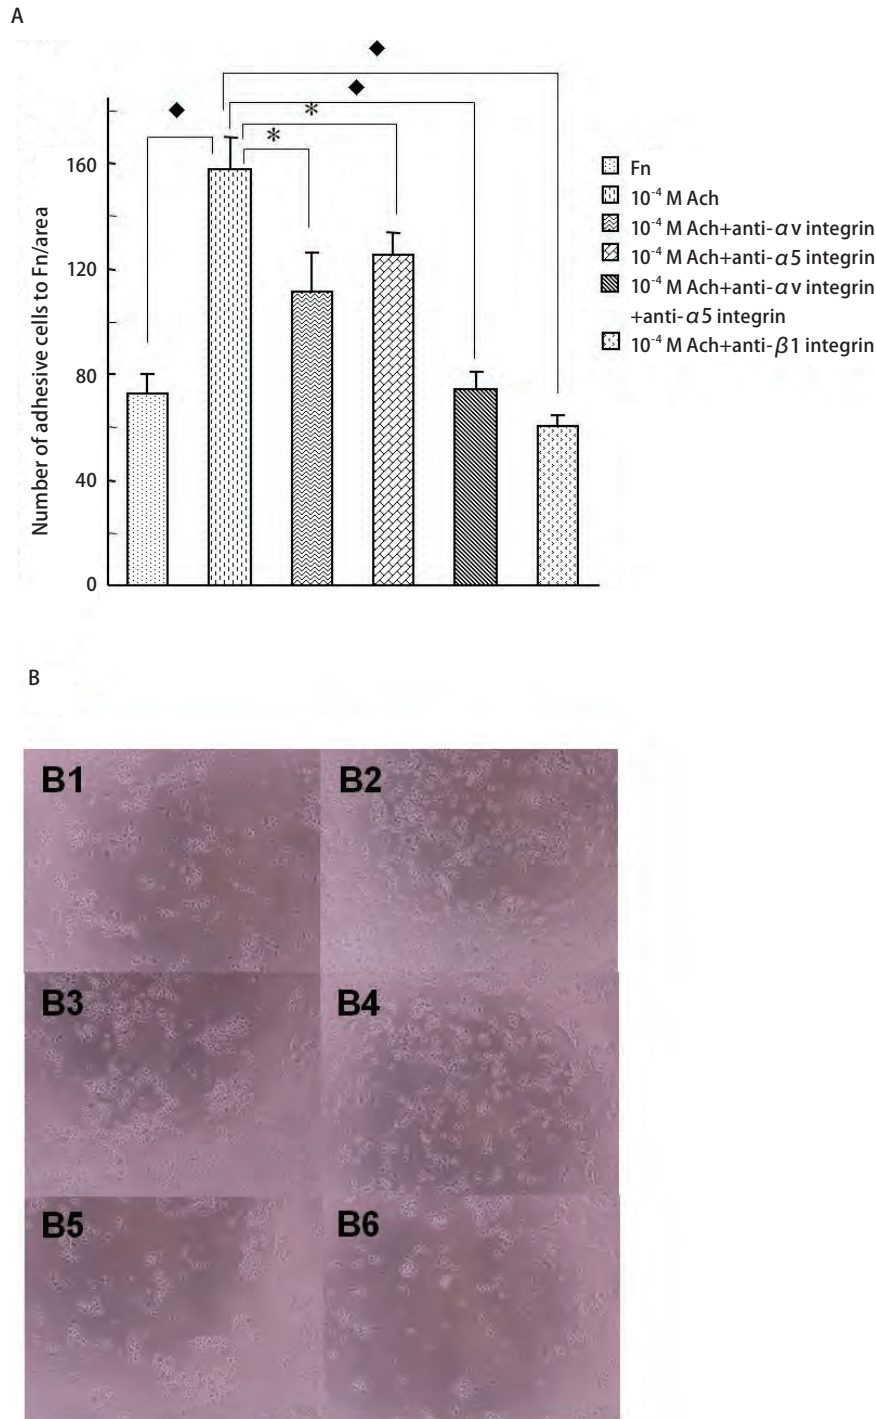 A
◆
◆
◆
*
*
160
120
80
40
0
Number of adhesive cells to Fn/area
Fn
10⁻⁴ M Ach
10⁻⁴ M Ach+anti-αv integrin
10⁻⁴ M Ach+anti-α5 integrin
10⁻⁴ M Ach+anti-αv integrin
+anti-α5 integrin
10⁻⁴ M Ach+anti-β1 integrin
B
B1
B2
B3
B4
B5
B6